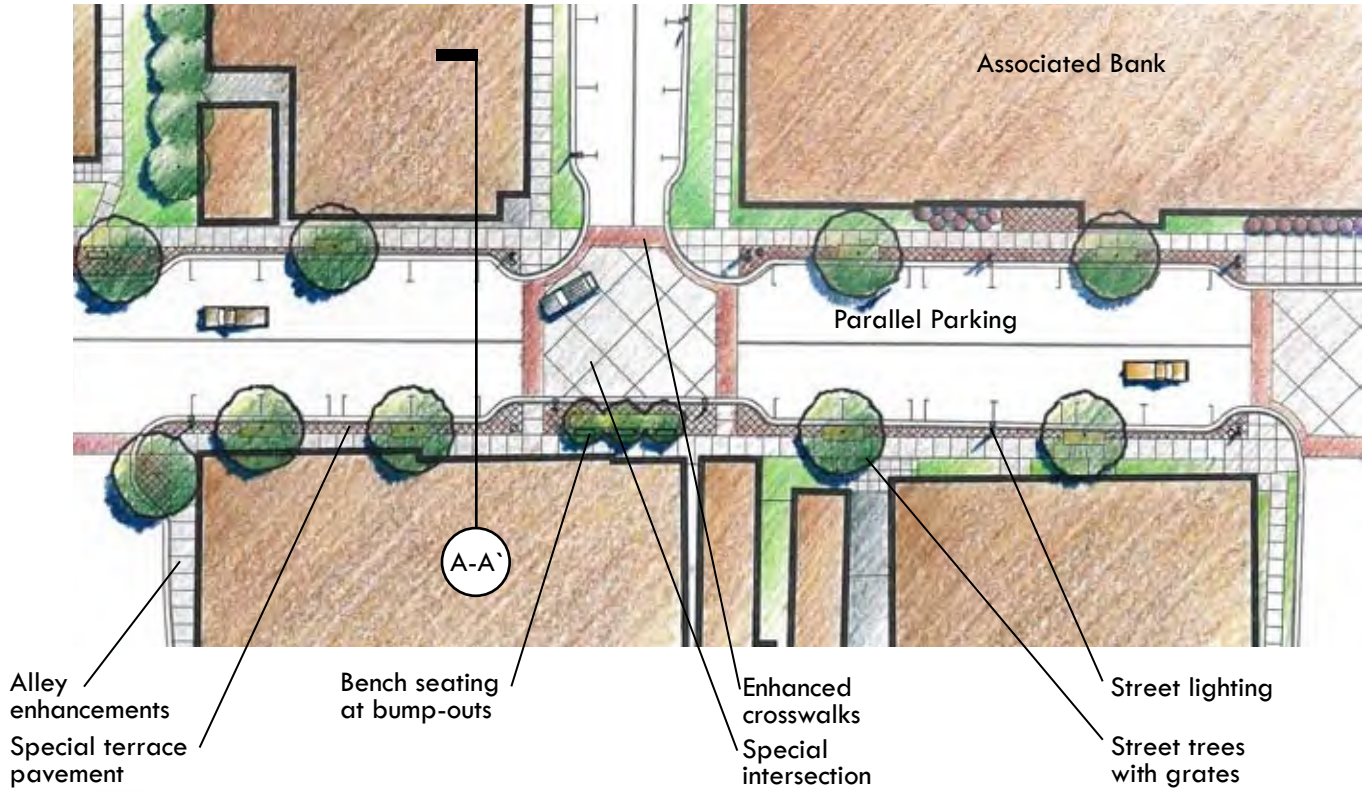 Associated Bank
Parallel Parking
A-A`
Alley
enhancements
Special terrace
pavement
Bench seating
at bump-outs
Enhanced
crosswalks
Special
intersection
Street lighting
Street trees
with grates